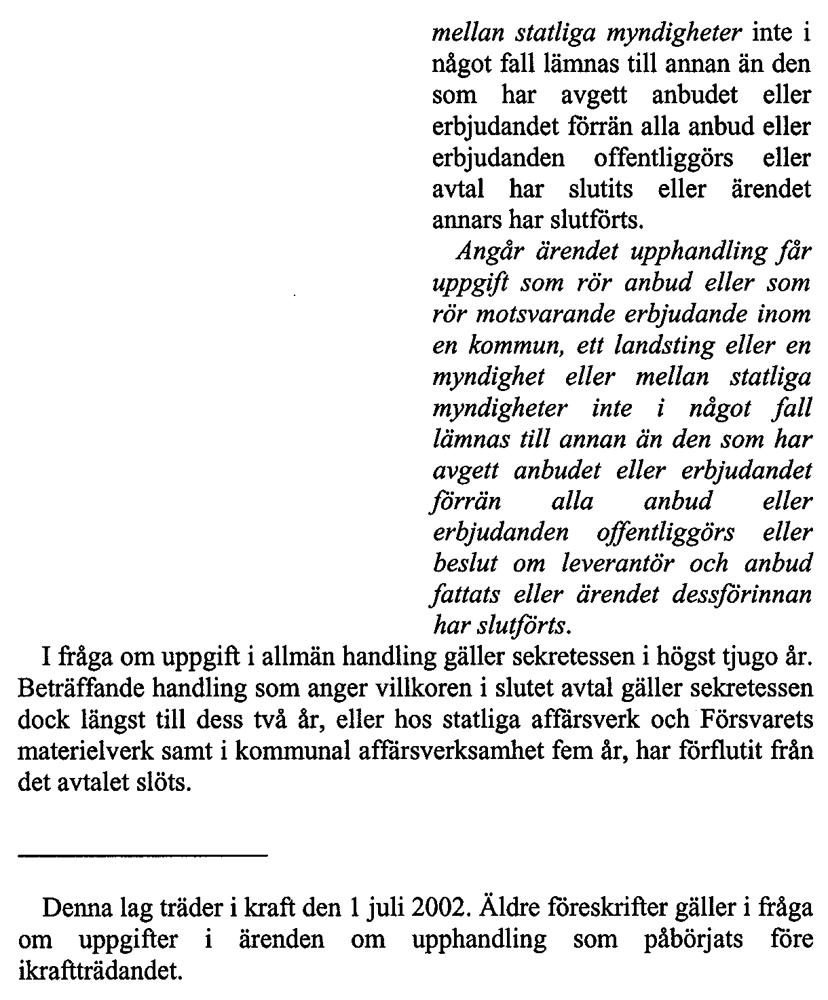 mellan statliga myndigheter inte i
något fall lämnas till annan än den
som har avgett anbudet eller
erbjudandet förrän alla anbud eller
erbjudanden offentliggörs eller
avtal har slutits eller ärendet
annars har slutförts.
Angår ärendet upphandling får
uppgift som rör anbud eller som
rör motsvarande erbjudande inom
en kommun, ett landsting eller en
myndighet eller mellan statliga
myndigheter inte i något fall
lämnas till annan än den som har
avgett anbudet eller erbjudandet
förrän alla anbud eller
erbjudanden offentliggörs eller
beslut om leverantör och anbud
fattats eller ärendet dessförinnan
har slutförts.
I fråga om uppgift i allmän handling gäller sekretessen i högst tjugo år.
Beträffande handling som anger villkoren i slutet avtal gäller sekretessen
dock längst till dess två år, eller hos statliga affärsverk och Försvarets
materielverk samt i kommunal affärsverksamhet fem år, har förflutit från
det avtalet slöts.
Denna lag träder i kraft den 1 juli 2002. Äldre föreskrifter gäller i fråga
om uppgifter i ärenden om upphandling som påbörjats före
ikraftträdandet.